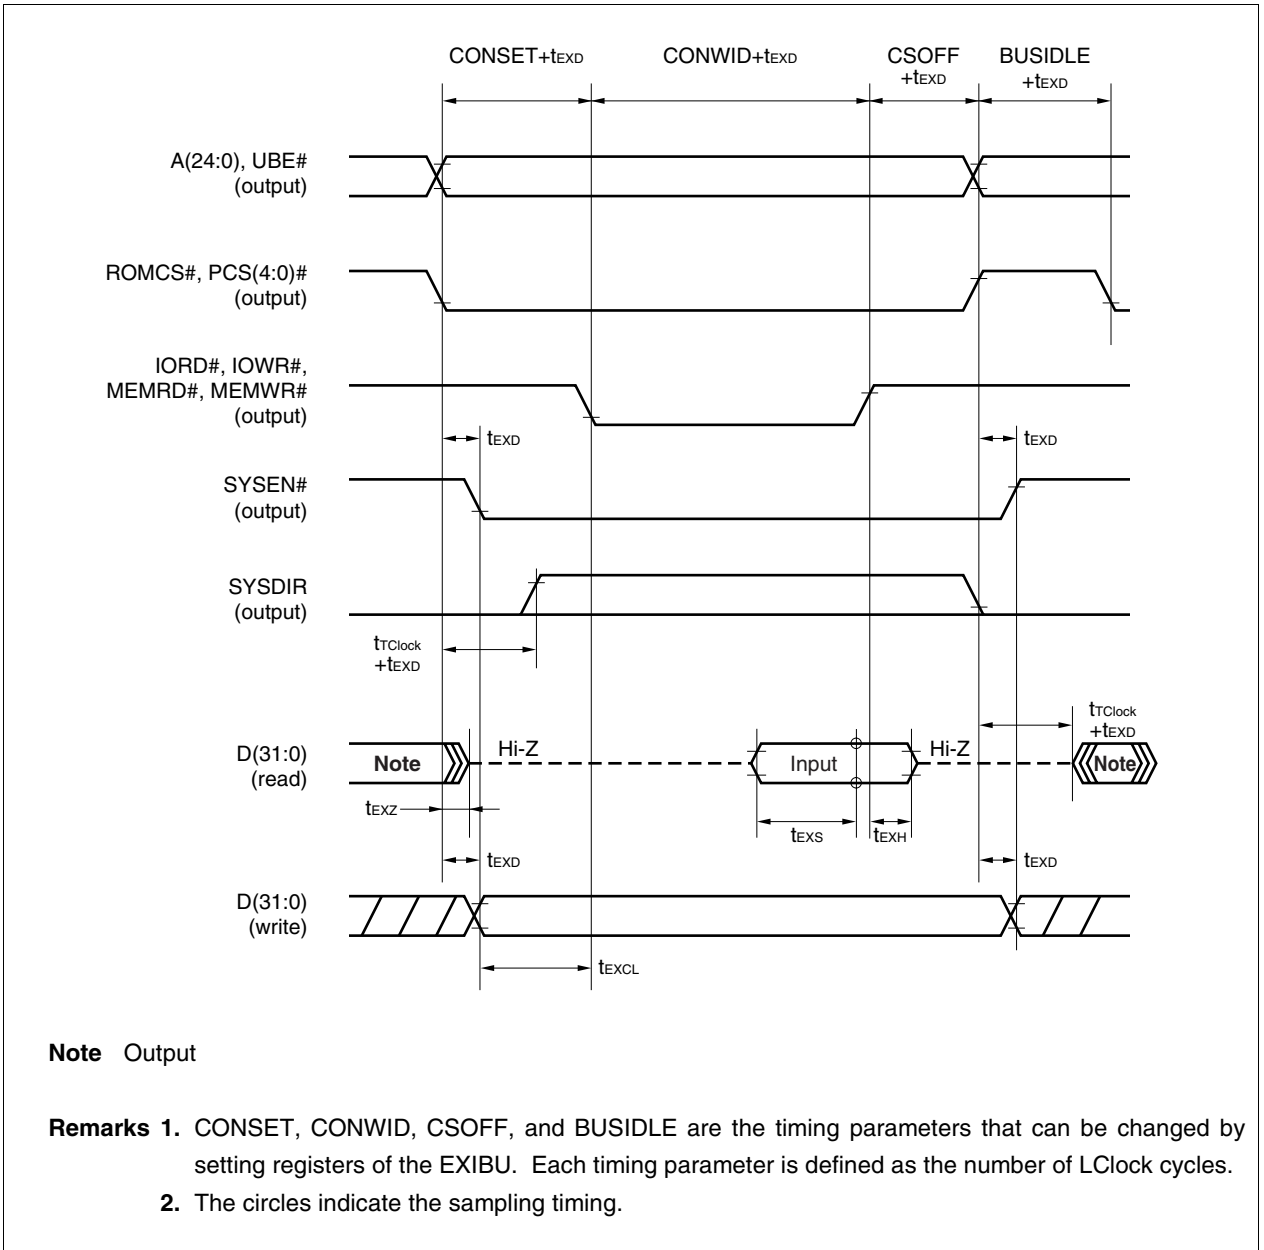 CONSET+tEXD CONWID+tEXD CSOFF +tEXD BUSIDLE +tEXD
A(24:0), UBE#
(output)
ROMCS#, PCS(4:0)#
(output)
IORD#, IOWR#,
MEMRD#, MEMWR#
(output)
tEXD tEXD
SYSEN#
(output)
SYSDIR
(output)
tTClock
+tEXD
tTClock
+tEXD
D(31:0)
(read)
Note Hi-Z Input Hi-Z Note
tEXZ tEXS tEXH
tEXD tEXD
D(31:0)
(write)
tEXCL
Note Output
Remarks 1. CONSET, CONWID, CSOFF, and BUSIDLE are the timing parameters that can be changed by
setting registers of the EXIBU. Each timing parameter is defined as the number of LClock cycles.
2. The circles indicate the sampling timing.